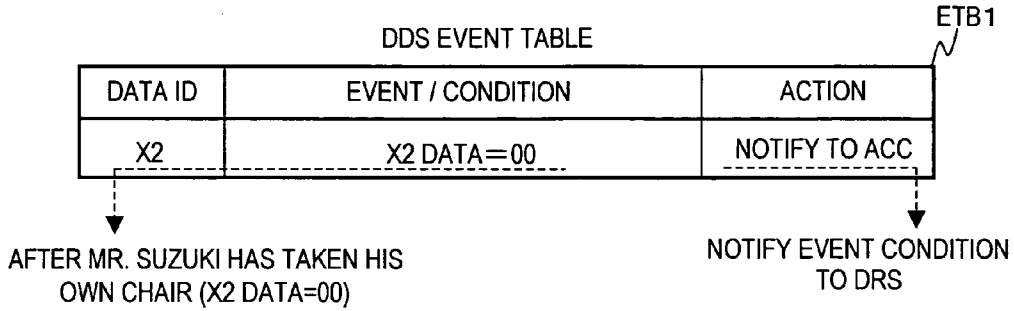 ETB1
DDS EVENT TABLE
DATA ID EVENT / CONDITION ACTION
X2 X2 DATA=00 NOTIFY TO ACC
AFTER MR. SUZUKI HAS TAKEN HIS
OWN CHAIR (X2 DATA=00)
NOTIFY EVENT CONDITION
TO DRS